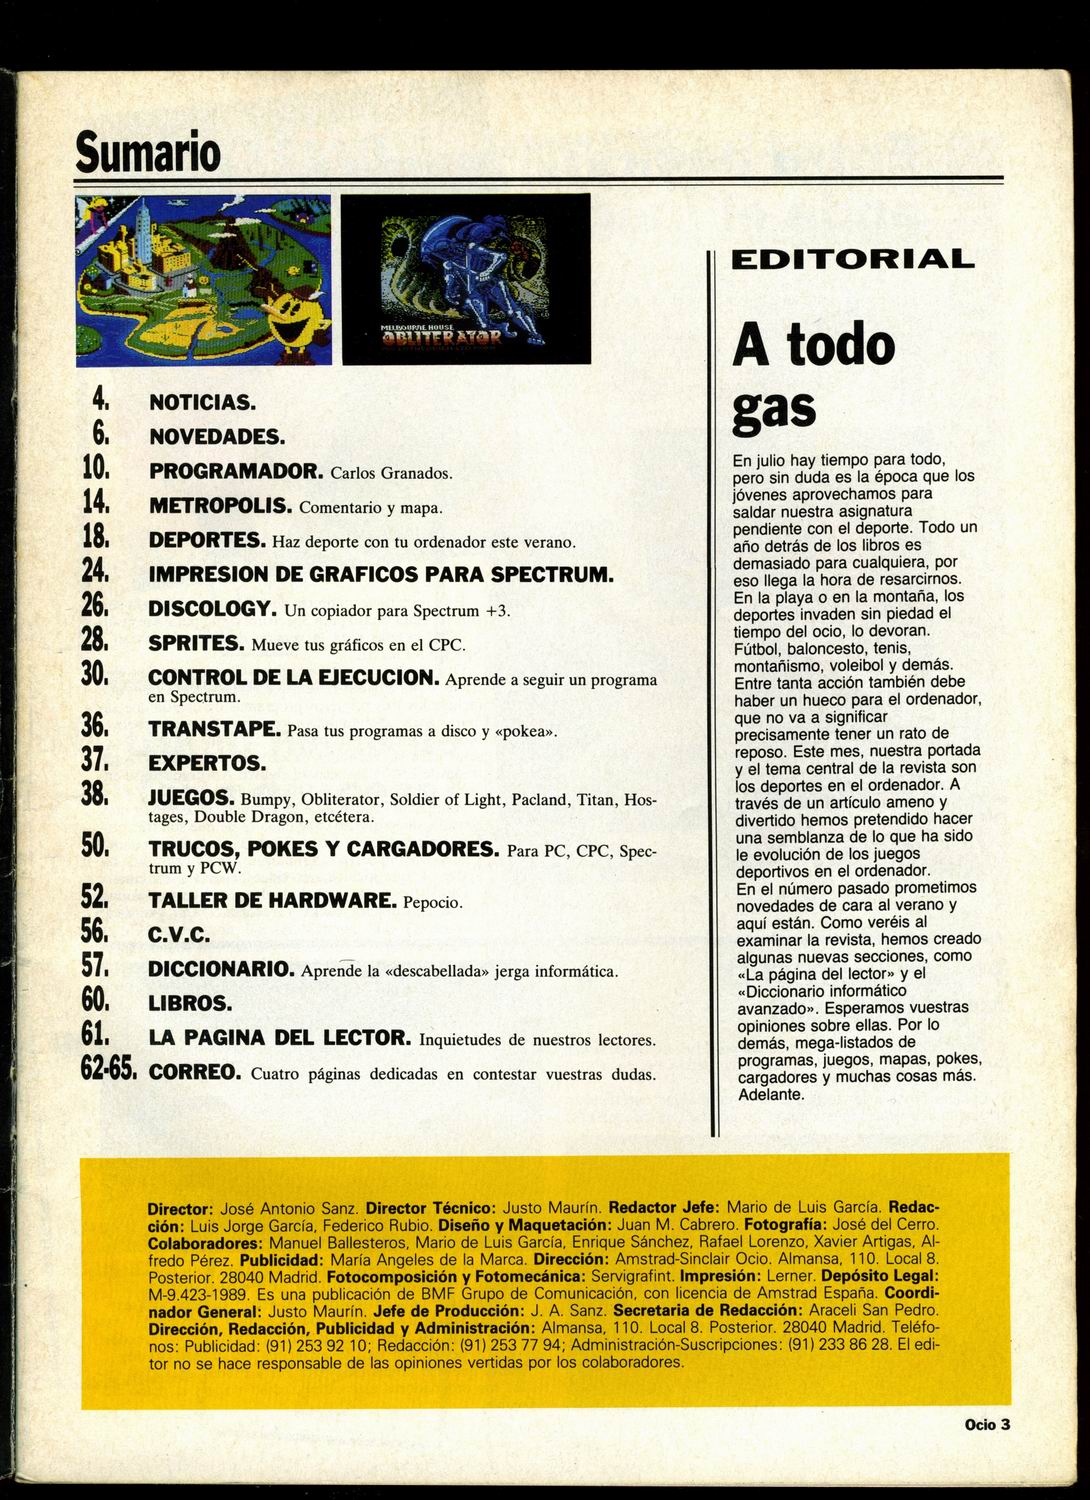 Sumario
MELBOURNE HOUSE
OBLITERATOR
4. NOTICIAS.
6. NOVEDADES.
10. PROGRAMADOR. Carlos Granados.
14. METROPOLIS. Comentario y mapa.
18. DEPORTES. Haz deporte con tu ordenador este verano.
24. IMPRESION DE GRAFICOS PARA SPECTRUM.
26. DISCOLOGY. Un copiador para Spectrum +3.
28. SPRITES. Mueve tus gráficos en el CPC.
30. CONTROL DE LA EJECUCION. Aprende a seguir un programa
en Spectrum.
36. TRANSTAPE. Pasa tus programas a disco y «pokea».
37. EXPERTOS.
38. JUEGOS. Bumpy, Obliterator, Soldier of Light, Pacland, Titan, Hos-
tages, Double Dragon, etcétera.
50. TRUCOS, POKES Y CARGADORES. Para PC, CPC, Spec-
trum y PCW.
52. TALLER DE HARDWARE. Pepocio.
56. C.V.C.
57. DICCIONARIO. Aprende la «descabellada» jerga informática.
60. LIBROS.
61. LA PAGINA DEL LECTOR. Inquietudes de nuestros lectores.
62-65. CORREO. Cuatro páginas dedicadas en contestar vuestras dudas.
EDITORIAL
A todo
gas
En julio hay tiempo para todo,
pero sin duda es la época que los
jóvenes aprovechamos para
saldar nuestra asignatura
pendiente con el deporte. Todo un
año detrás de los libros es
demasiado para cualquiera, por
eso llega la hora de resarcirnos.
En la playa o en la montaña, los
deportes invaden sin piedad el
tiempo del ocio, lo devoran.
Fútbol, baloncesto, tenis,
montañismo, voleibol y demás.
Entre tanta acción también debe
haber un hueco para el ordenador,
que no va a significar
precisamente tener un rato de
reposo. Este mes, nuestra portada
y el tema central de la revista son
los deportes en el ordenador. A
través de un artículo ameno y
divertido hemos pretendido hacer
una semblanza de lo que ha sido
le evolución de los juegos
deportivos en el ordenador.
En el número pasado prometimos
novedades de cara al verano y
aquí están. Como veréis al
examinar la revista, hemos creado
algunas nuevas secciones, como
«La página del lector» y el
«Diccionario informático
avanzado». Esperamos vuestras
opiniones sobre ellas. Por lo
demás, mega-listados de
programas, juegos, mapas, pokes,
cargadores y muchas cosas más.
Adelante.
Director: José Antonio Sanz. Director Técnico: Justo Maurín. Redactor Jefe: Mario de Luis García. Redac-
ción: Luis Jorge García, Federico Rubio. Diseño y Maquetación: Juan M. Cabrero. Fotografía: José del Cerro.
Colaboradores: Manuel Ballesteros, Mario de Luis García, Enrique Sánchez, Rafael Lorenzo, Xavier Artigas, Al-
fredo Pérez. Publicidad: María Angeles de la Marca. Dirección: Amstrad-Sinclair Ocio. Almansa, 110. Local 8.
Posterior. 28040 Madrid. Fotocomposición y Fotomecánica: Servigrafint. Impresión: Lerner. Depósito Legal:
M-9.423-1989. Es una publicación de BMF Grupo de Comunicación, con licencia de Amstrad España. Coordi-
nador General: Justo Maurín. Jefe de Producción: J. A. Sanz. Secretaria de Redacción: Araceli San Pedro.
Dirección, Redacción, Publicidad y Administración: Almansa, 110. Local 8. Posterior. 28040 Madrid. Teléfo-
nos: Publicidad: (91) 253 92 10; Redacción: (91) 253 77 94; Administración-Suscripciones: (91) 233 86 28. El edi-
tor no se hace responsable de las opiniones vertidas por los colaboradores.
Ocio 3